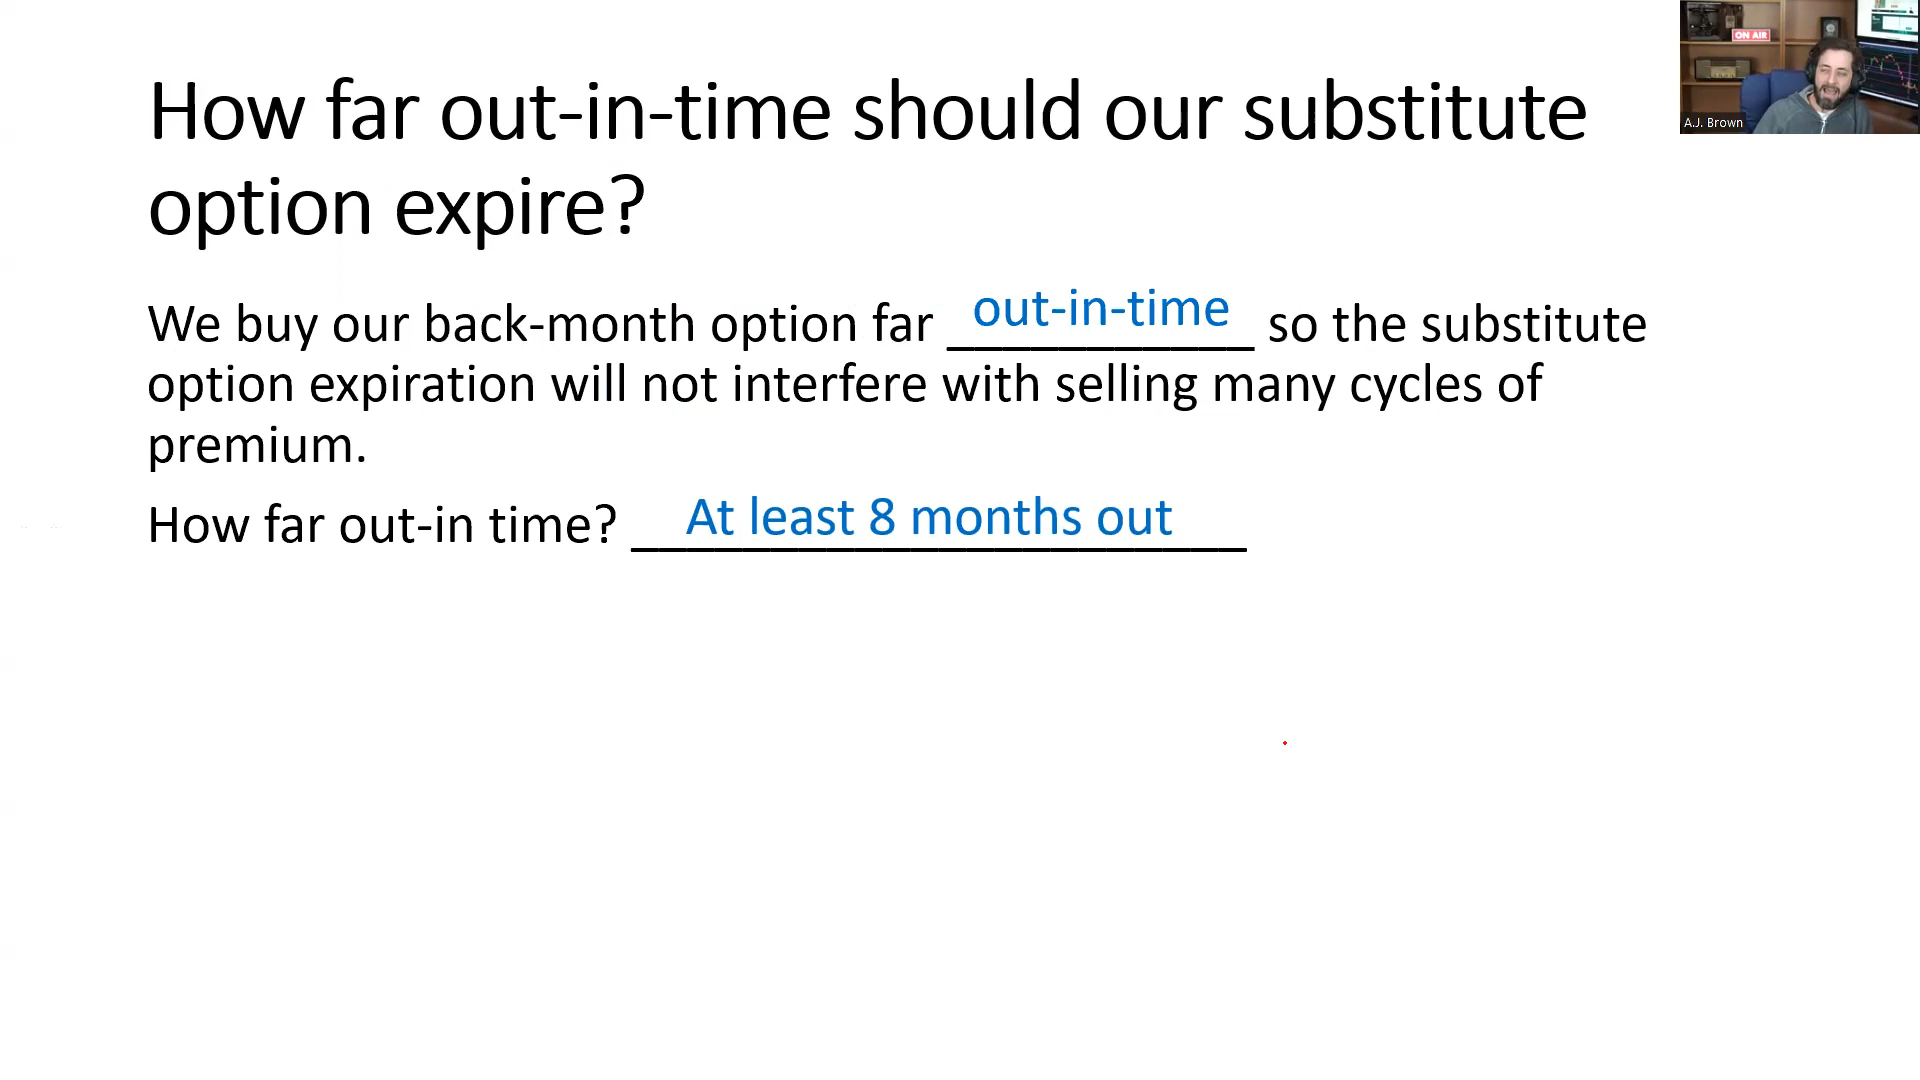 How far out-in-time should our substitute
option expire?
ON AIR
A.J. Brown
We buy our back-month option far out-in-time so the substitute
option expiration will not interfere with selling many cycles of
premium.
How far out-in time? At least 8 months out